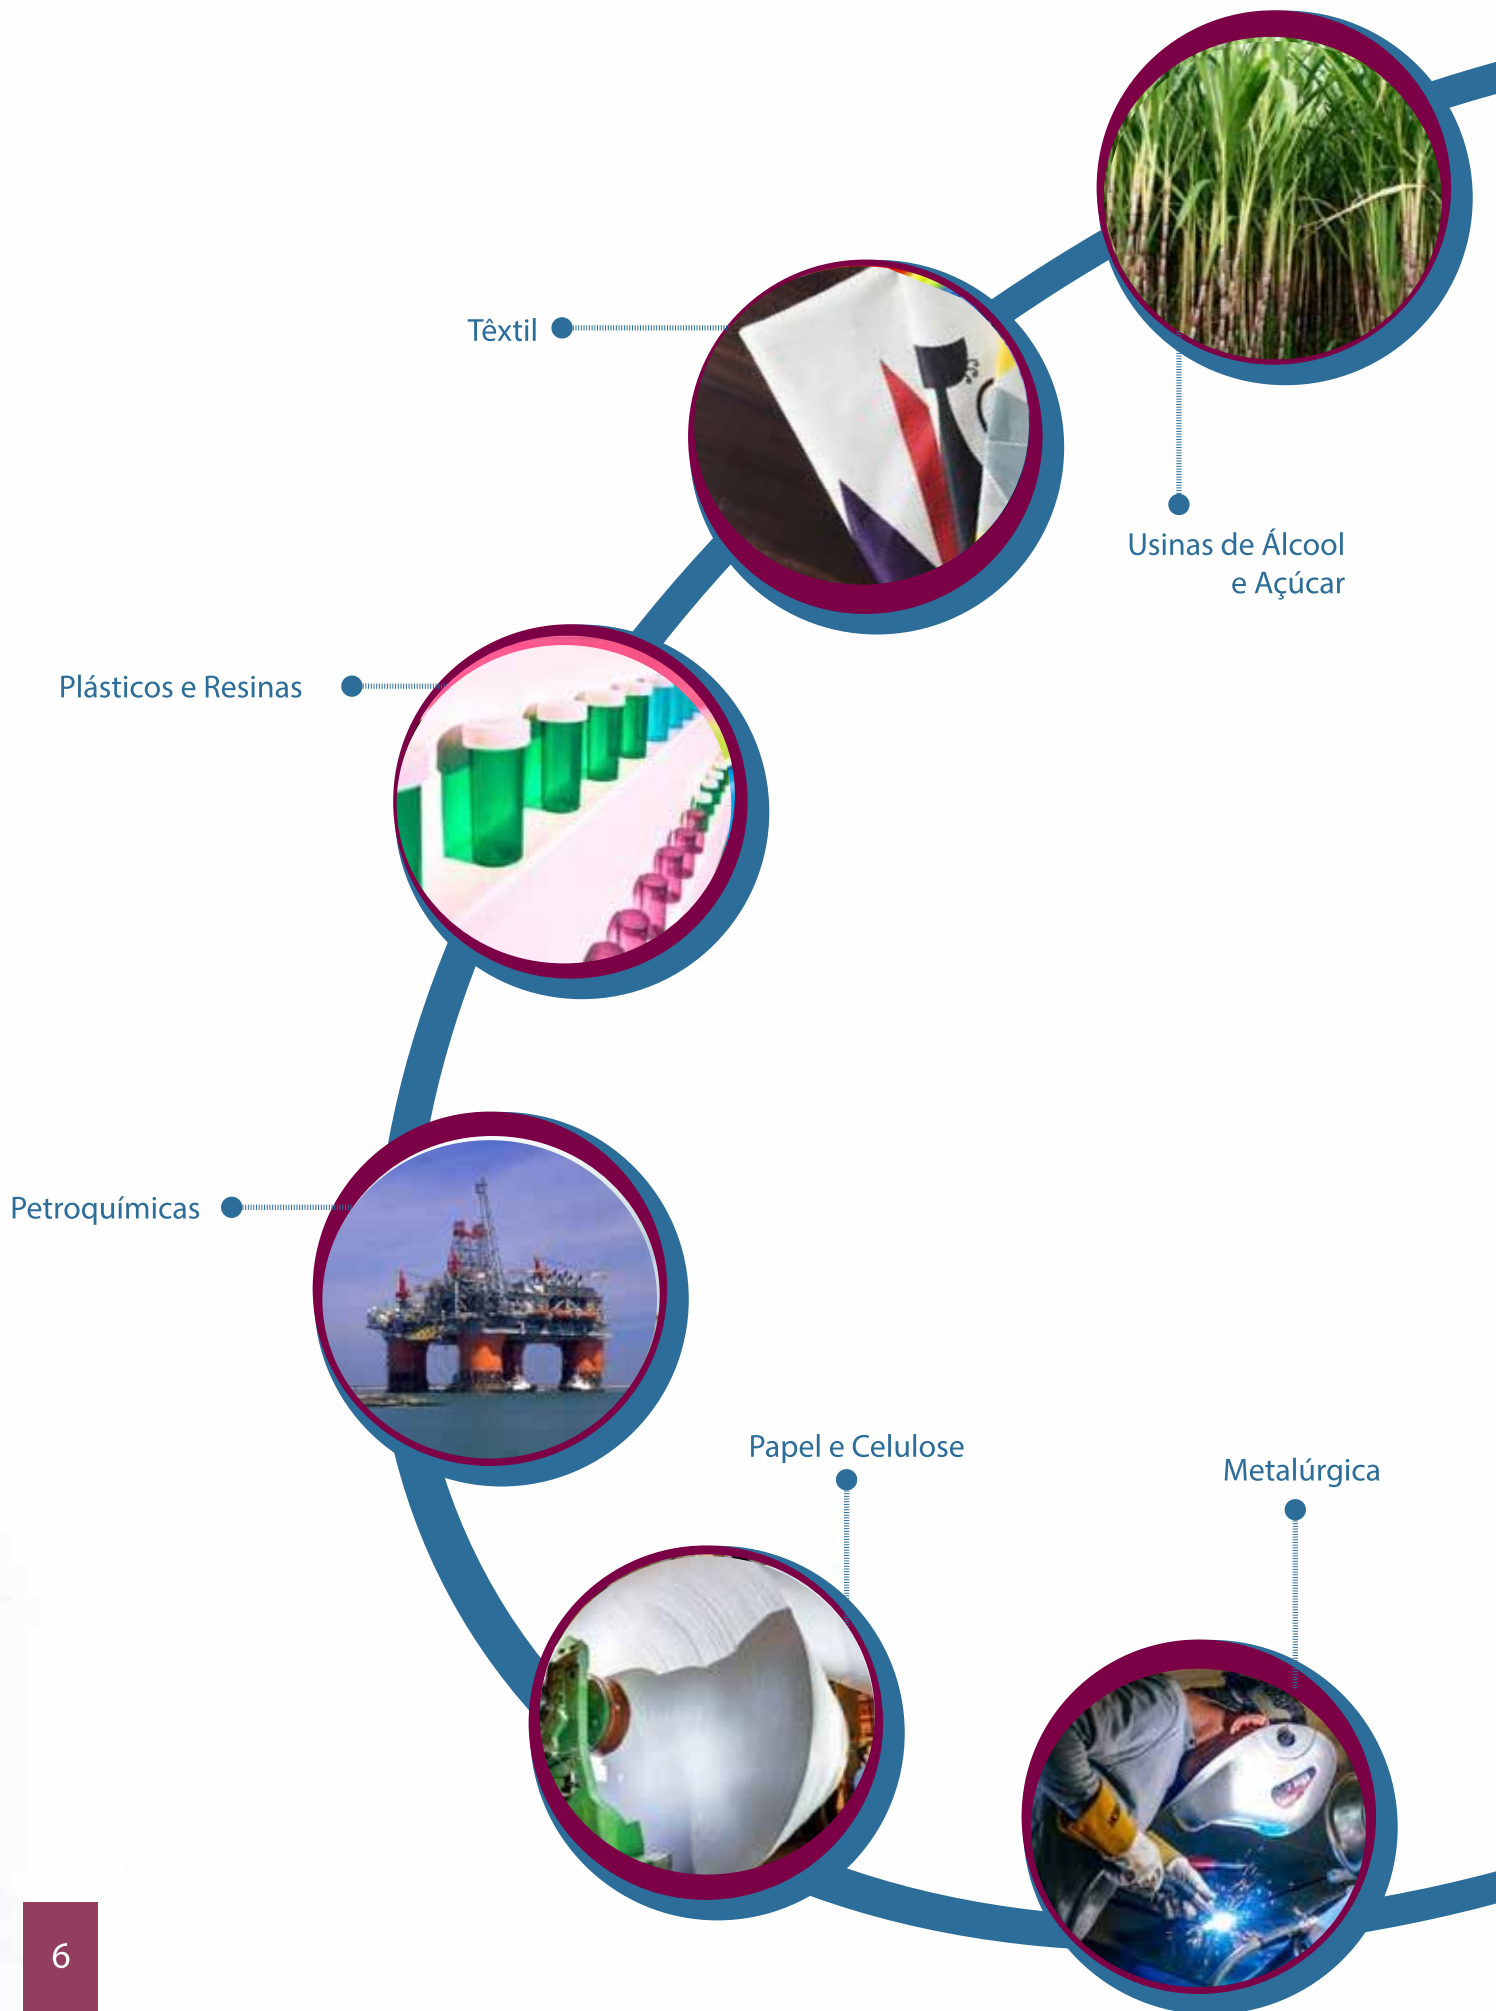 Têxtil
Usinas de Álcool
e Açúcar
Plásticos e Resinas
Petroquímicas
Papel e Celulose
Metalúrgica
6